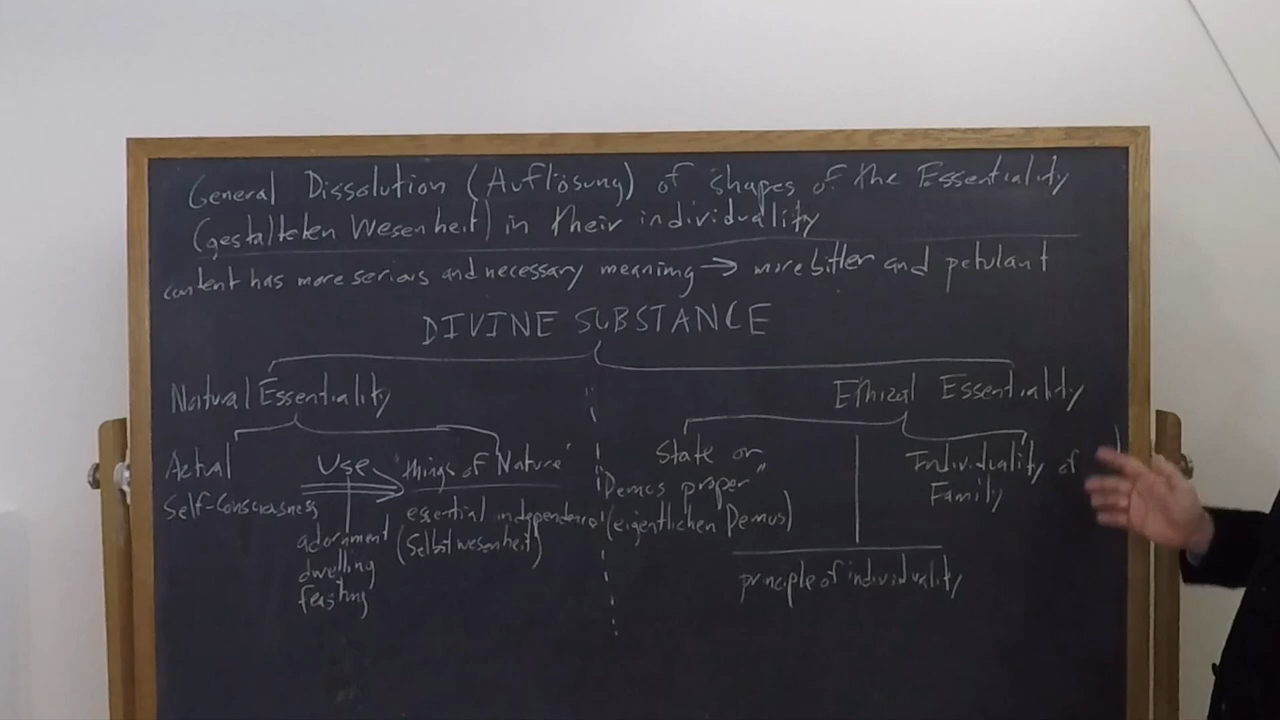 General Dissolution (Auflösung) of shapes of the Essentiality
(gestalteten Wesenheit) in their individuality
content has more serious and necessary meaning → more bitter and petulant
DIVINE SUBSTANCE
Natural Essentiality
Ethical Essentiality
Actual
Self-Consciousness
Use
adornment
dwelling
feasting
"things of Nature"
essential independence
(Selbstwesenheit)
State or
"Demos proper"
(eigentlichen Demus)
Individuality of
Family
principle of individuality